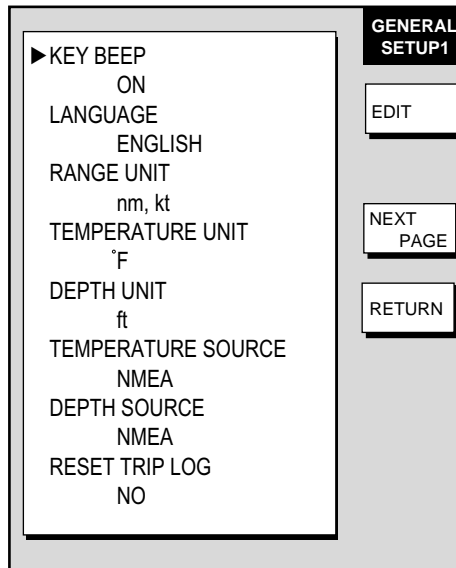 GENERAL
SETUP1
▶KEY BEEP
ON
LANGUAGE
ENGLISH
RANGE UNIT
nm, kt
TEMPERATURE UNIT
°F
DEPTH UNIT
ft
TEMPERATURE SOURCE
NMEA
DEPTH SOURCE
NMEA
RESET TRIP LOG
NO
EDIT
NEXT
PAGE
RETURN